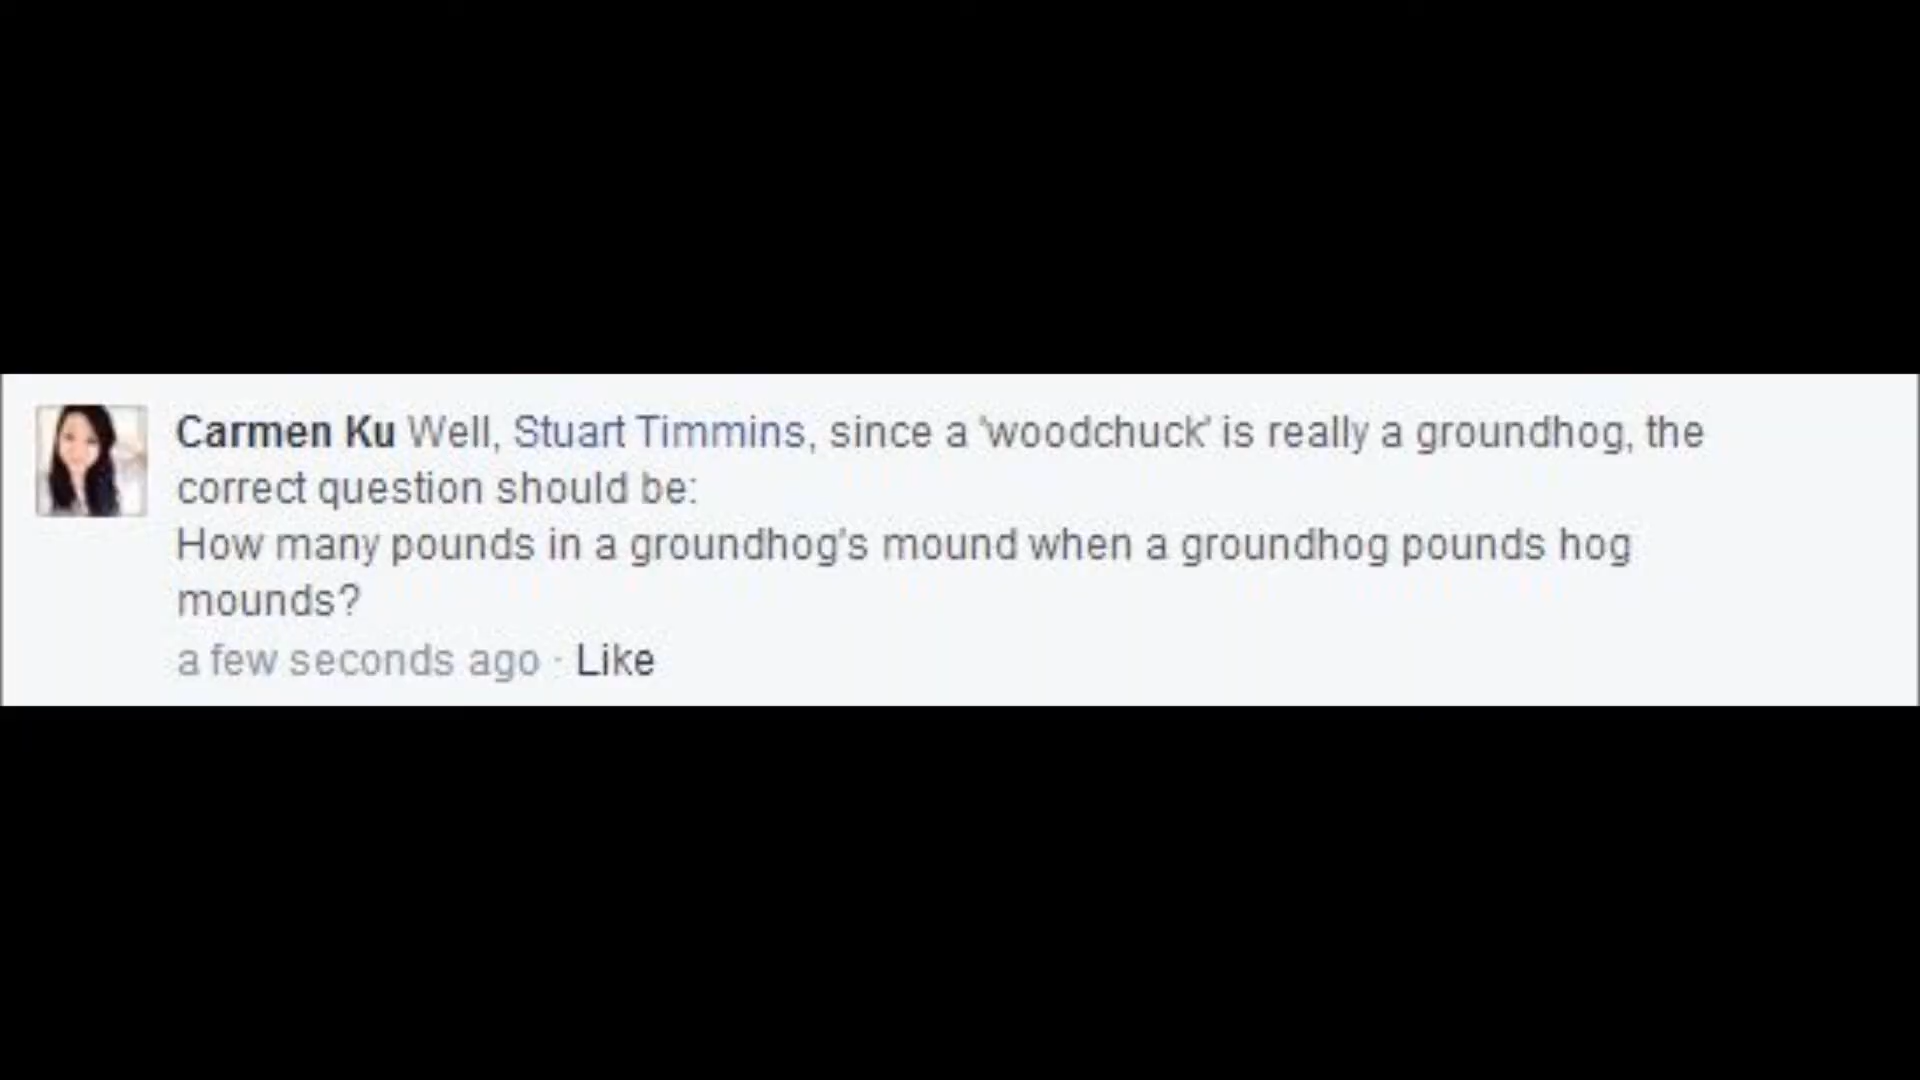 Carmen Ku Well, Stuart Timmins, since a 'woodchuck' is really a groundhog, the
correct question should be:
How many pounds in a groundhog's mound when a groundhog pounds hog
mounds?
a few seconds ago · Like